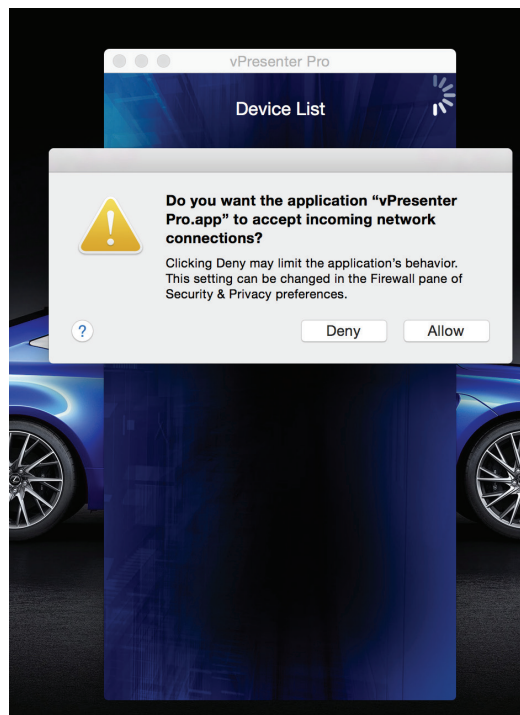 vPresenter Pro
Device List
Do you want the application “vPresenter
Pro.app” to accept incoming network
connections?
Clicking Deny may limit the application’s behavior.
This setting can be changed in the Firewall pane of
Security & Privacy preferences.
?
Deny
Allow